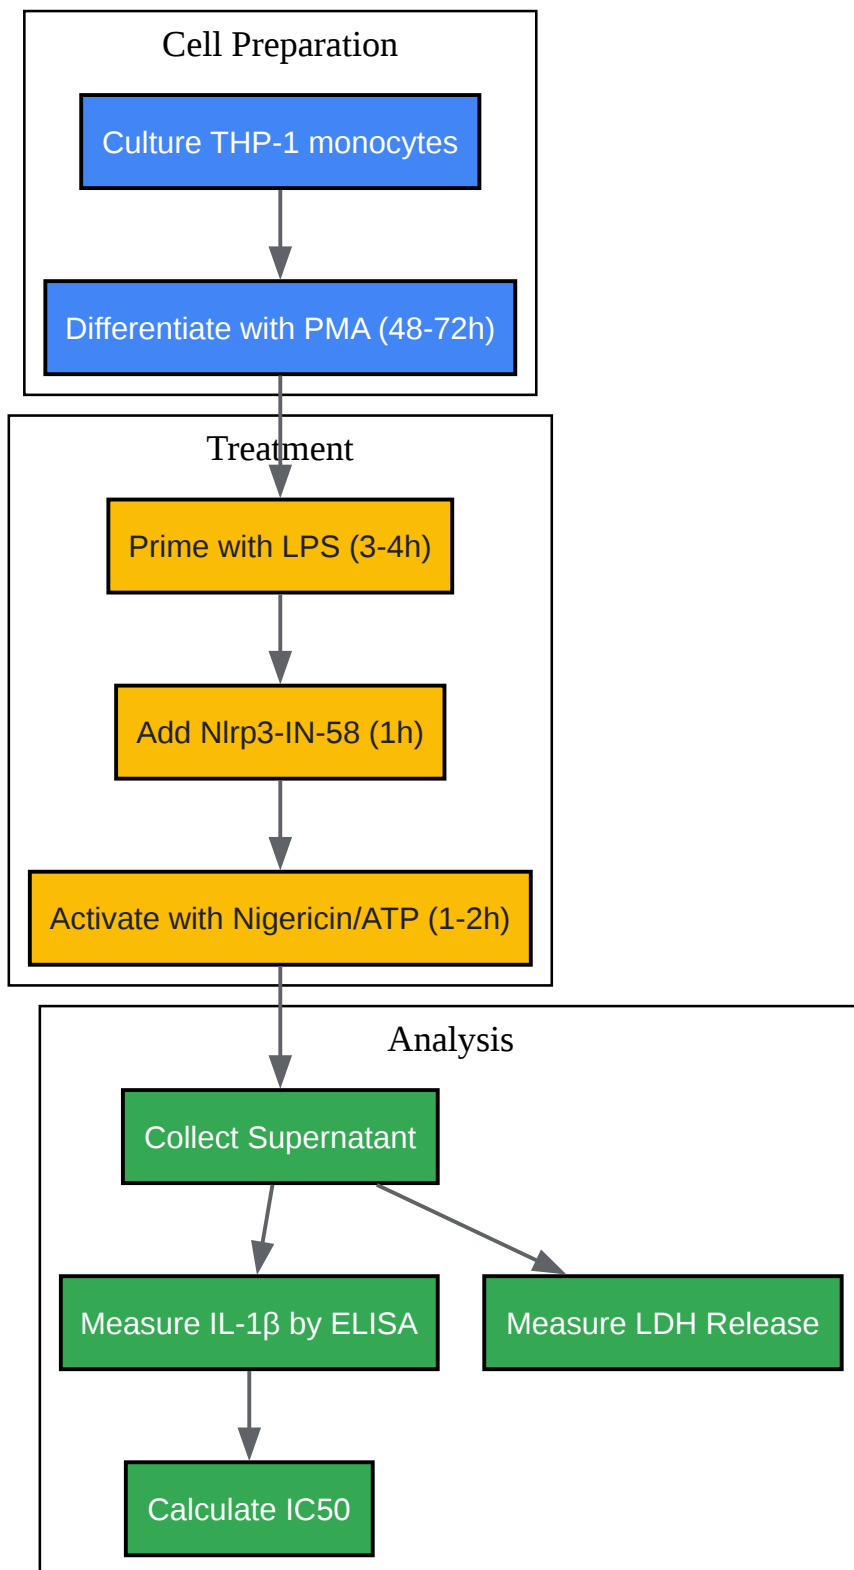 Cell Preparation
Culture THP-1 monocytes
Differentiate with PMA (48-72h)
Treatment
Prime with LPS (3-4h)
Add Nlrp3-IN-58 (1h)
Activate with Nigericin/ATP (1-2h)
Analysis
Collect Supernatant
Measure IL-1β by ELISA
Measure LDH Release
Calculate IC50